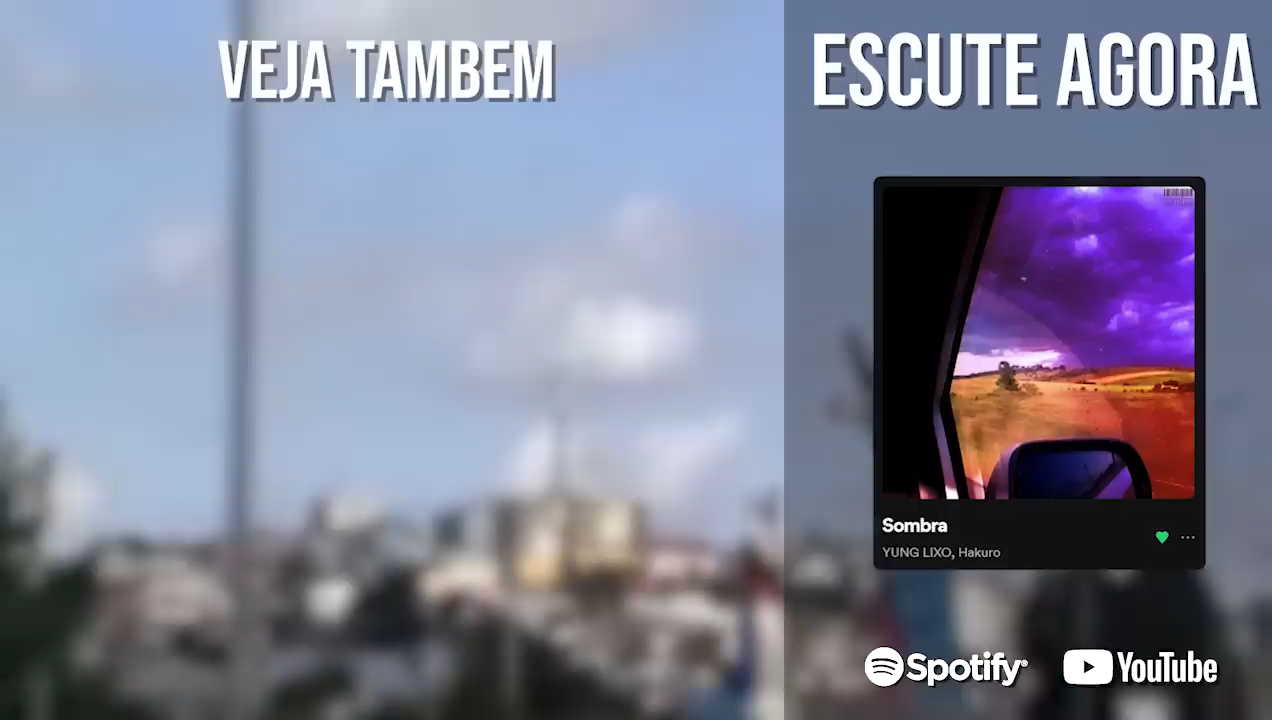 VEJA TAMBEM
ESCUTE AGORA
Sombra
YUNG LIXO, Hakuro
Spotify
YouTube